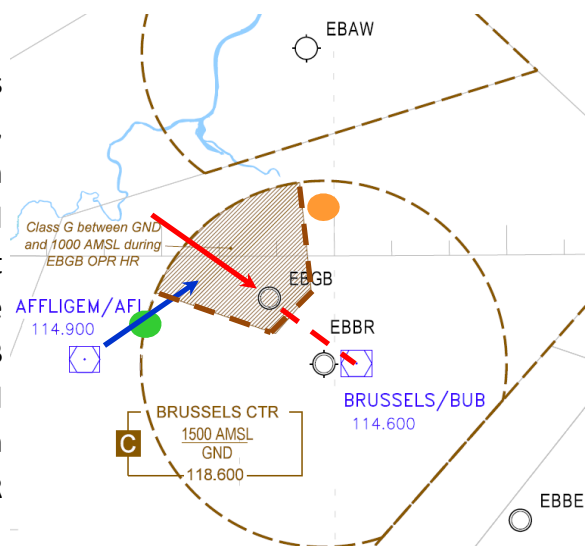 EBAW
Class G between GND
and 1000 AMSL during
EBGB OPR HR
EBGB
AFFLIGEM/AFI
114.900
EBBR
BRUSSELS/BUB
114.600
BRUSSELS CTR
C
1500 AMSL
GND
118.600
EBBE